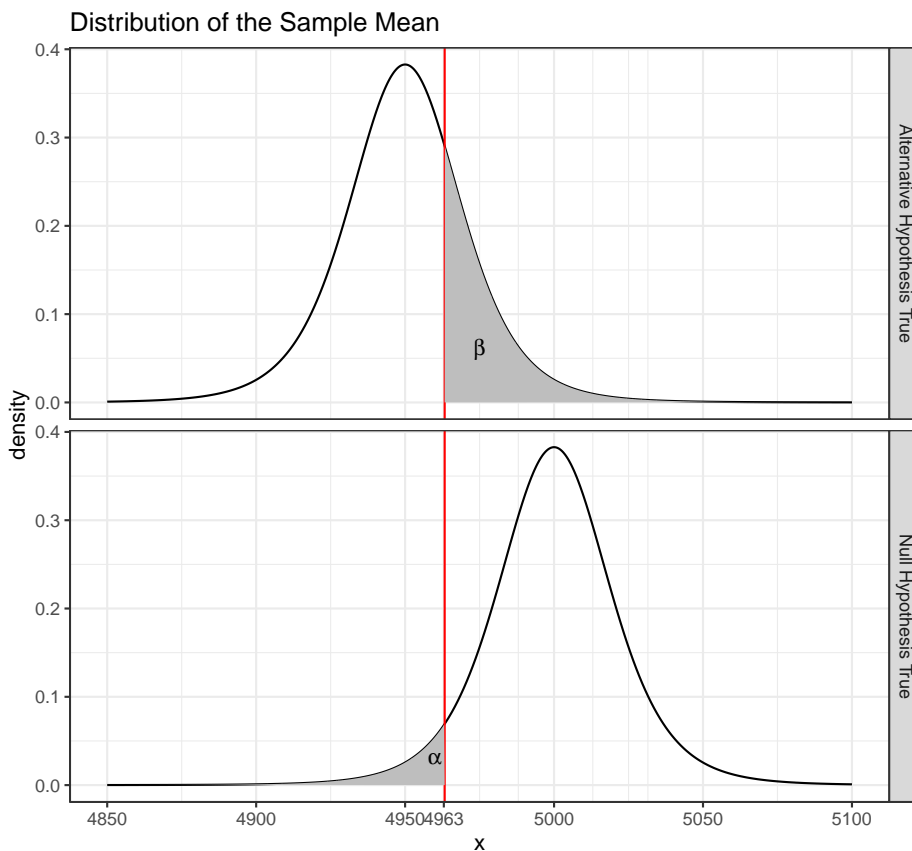 Distribution of the Sample Mean
density
0.4
0.3
0.2
0.1
0.0
β
Alternative Hypothesis True
0.4
0.3
0.2
0.1
0.0
α
Null Hypothesis True
4850 4900 4950 4963 5000 5050 5100
x